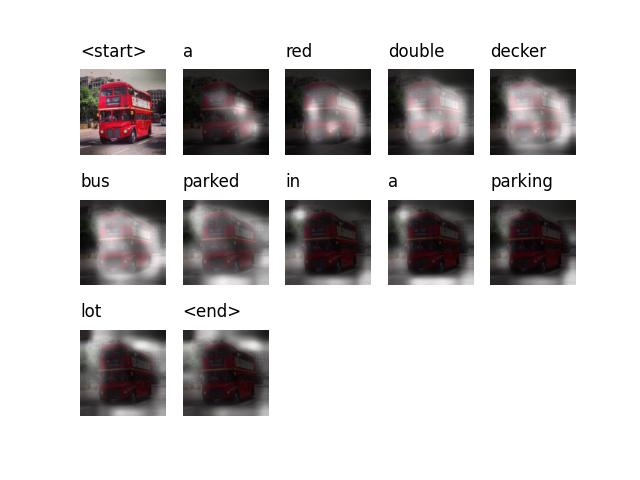 <start> a red double decker
bus parked in a parking
lot <end>